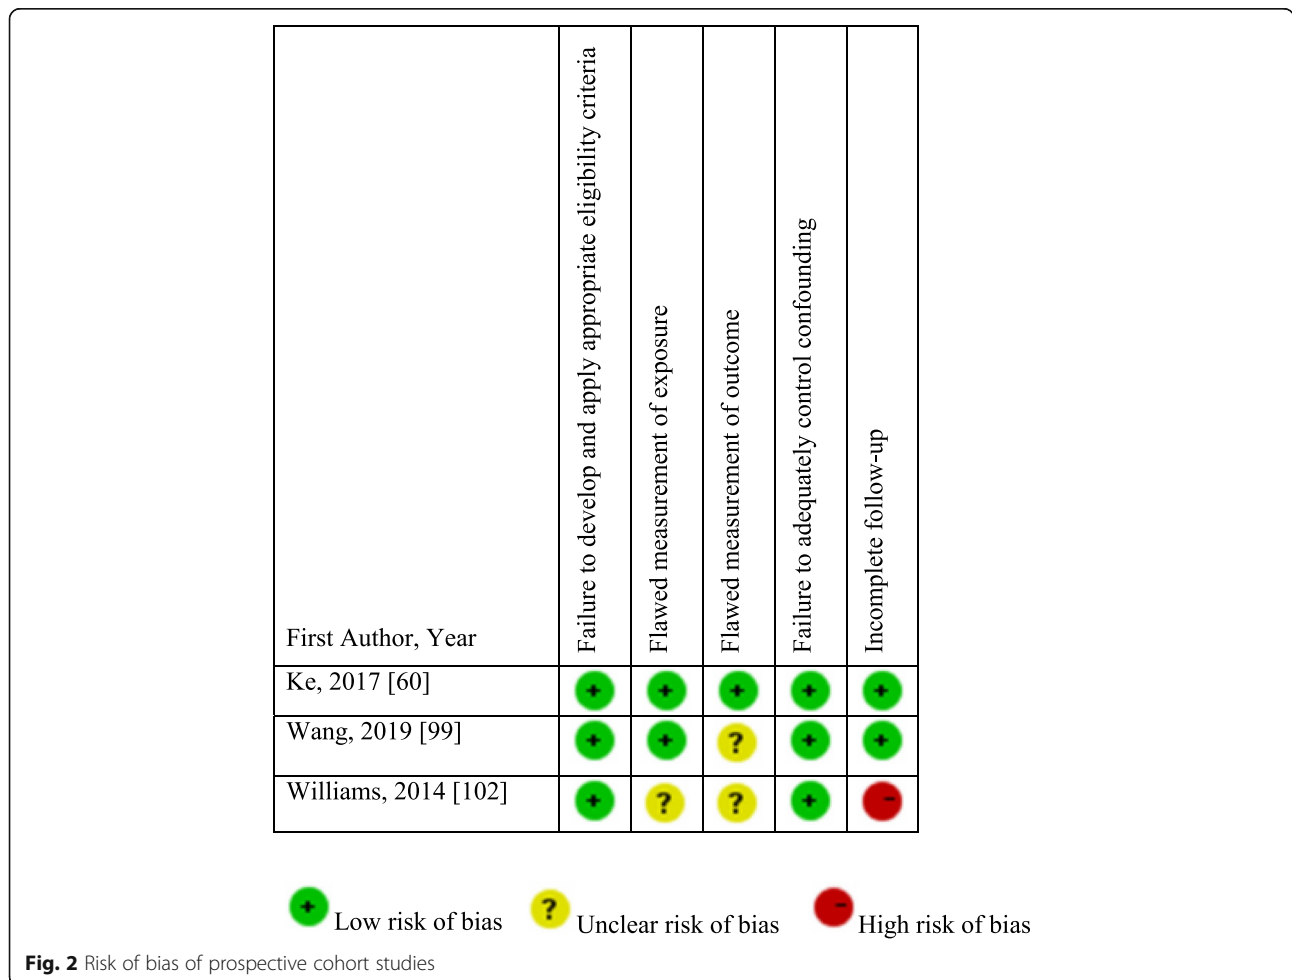 Failure to develop and apply appropriate eligibility criteria
Flawed measurement of exposure
Flawed measurement of outcome
Failure to adequately control confounding
Incomplete follow-up
First Author, Year
Ke, 2017 [60] + + + + +
Wang, 2019 [99] + + ? + +
Williams, 2014 [102] + ? ? + -
+ Low risk of bias ? Unclear risk of bias - High risk of bias
Fig. 2 Risk of bias of prospective cohort studies